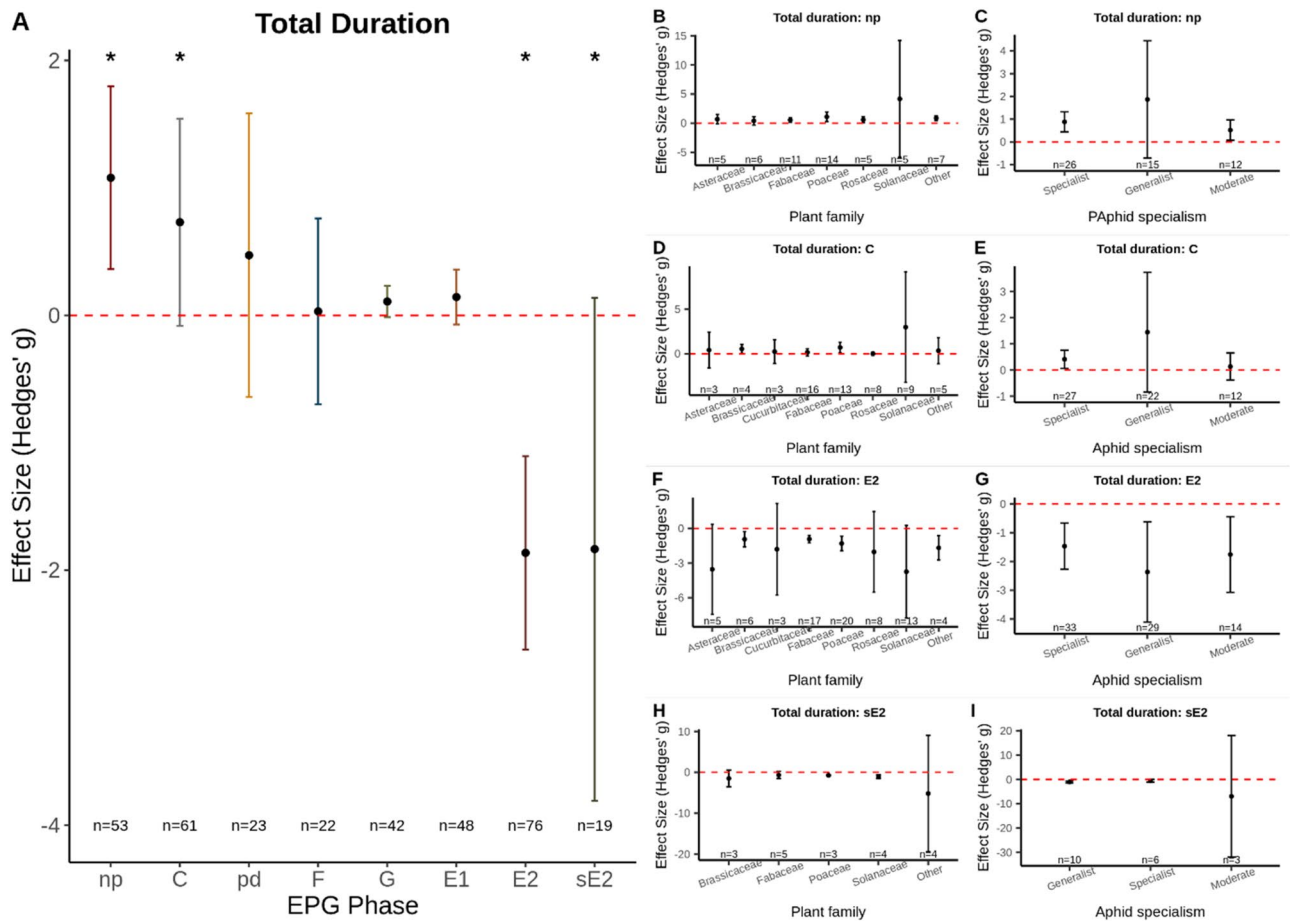 A
Total Duration
Effect Size (Hedges' g)
2
0
-2
-4
*
*
*
*
n=53
n=61
n=23
n=22
n=42
n=48
n=76
n=19
np
C
pd
F
G
E1
E2
sE2
EPG Phase
B
Total duration: np
Effect Size (Hedges' g)
15
10
5
0
-5
n=5
n=6
n=11
n=14
n=5
n=5
n=7
Asteraceae
Brassicaceae
Fabaceae
Poaceae
Rosaceae
Solanaceae
Other
Plant family
C
Total duration: np
Effect Size (Hedges' g)
4
3
2
1
0
-1
n=26
n=15
n=12
Specialist
Generalist
Moderate
PAphid specialism
D
Total duration: C
Effect Size (Hedges' g)
5
0
n=3
n=4
n=3
n=16
n=13
n=8
n=9
n=5
Asteraceae
Brassicaceae
Cucurbitaceae
Fabaceae
Poaceae
Rosaceae
Solanaceae
Other
Plant family
E
Total duration: C
Effect Size (Hedges' g)
3
2
1
0
-1
n=27
n=22
n=12
Specialist
Generalist
Moderate
Aphid specialism
F
Total duration: E2
Effect Size (Hedges' g)
0
-3
-6
n=5
n=6
n=3
n=17
n=20
n=8
n=13
n=4
Asteraceae
Brassicaceae
Cucurbitaceae
Fabaceae
Poaceae
Rosaceae
Solanaceae
Other
Plant family
G
Total duration: E2
Effect Size (Hedges' g)
0
-1
-2
-3
-4
n=33
n=29
n=14
Specialist
Generalist
Moderate
Aphid specialism
H
Total duration: sE2
Effect Size (Hedges' g)
10
0
-10
-20
n=3
n=5
n=3
n=4
n=4
Brassicaceae
Fabaceae
Poaceae
Solanaceae
Other
Plant family
I
Total duration: sE2
Effect Size (Hedges' g)
20
10
0
-10
-20
-30
n=10
n=6
n=3
Generalist
Specialist
Moderate
Aphid specialism